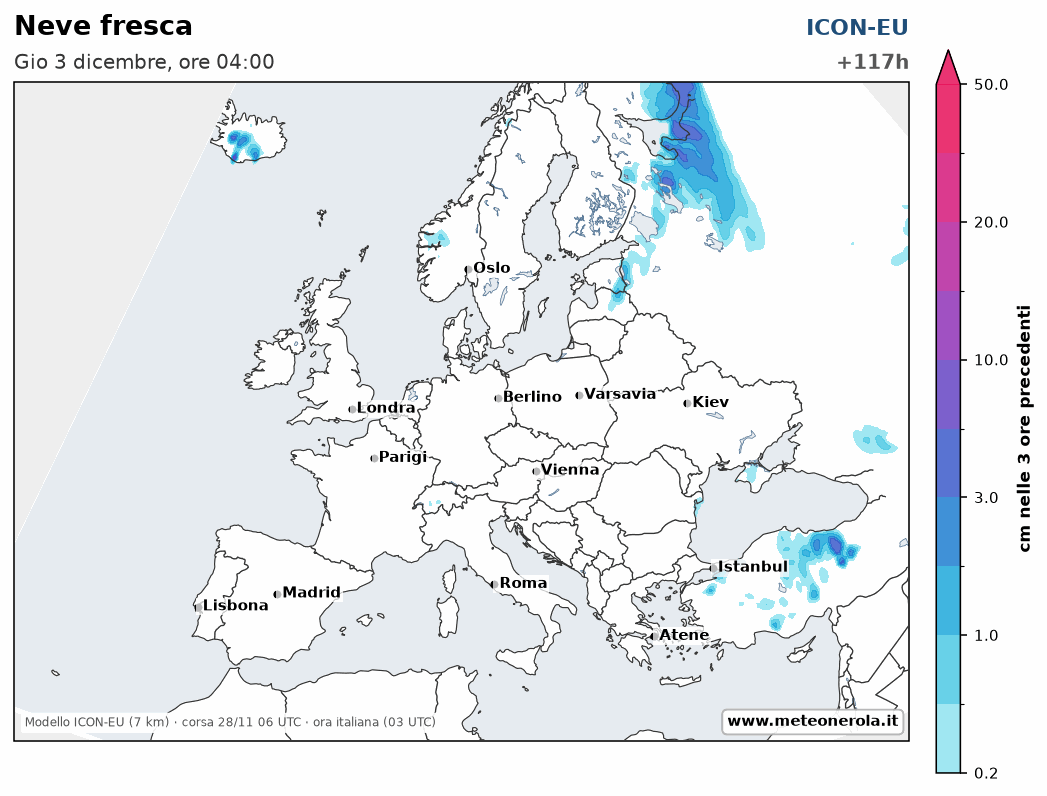 Neve fresca
ICON-EU
Gio 3 dicembre, ore 04:00
+117h
50.0
20.0
10.0
3.0
1.0
0.2
cm nelle 3 ore precedenti
Oslo
Berlino
Varsavia
Kiev
Londra
Parigi
Vienna
Istanbul
Roma
Madrid
Lisbona
Atene
Modello ICON-EU (7 km) · corsa 28/11 06 UTC · ora italiana (03 UTC)
www.meteonerola.it